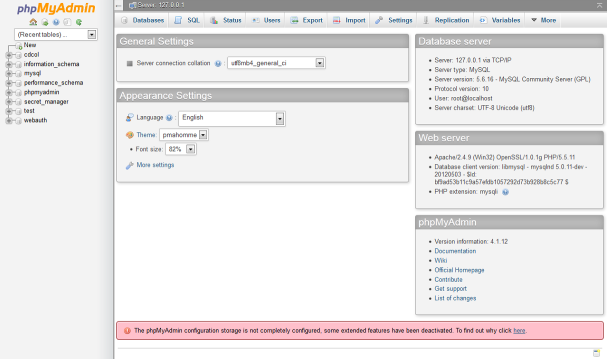 phpMyAdmin
(Recent tables) ...
New
cdcol
information_schema
mysql
performance_schema
phpmyadmin
secret_manager
test
webauth
Server: 127.0.0.1
Databases
SQL
Status
Users
Export
Import
Settings
Replication
Variables
More
General Settings
Server connection collation : utf8mb4_general_ci
Appearance Settings
Language : English
Theme: pmahomme
Font size: 82%
More settings
Database server
Server: 127.0.0.1 via TCP/IP
Server type: MySQL
Server version: 5.6.16 - MySQL Community Server (GPL)
Protocol version: 10
User: root@localhost
Server charset: UTF-8 Unicode (utf8)
Web server
Apache/2.4.9 (Win32) OpenSSL/1.0.1g PHP/5.5.11
Database client version: libmysql - mysqlnd 5.0.11-dev -
20120503 - $Id:
bf9ad53b11c9a57efdb1057292d73b928b8c5c77 $
PHP extension: mysqli
phpMyAdmin
Version information: 4.1.12
Documentation
Wiki
Official Homepage
Contribute
Get support
List of changes
The phpMyAdmin configuration storage is not completely configured, some extended features have been deactivated. To find out why click here.